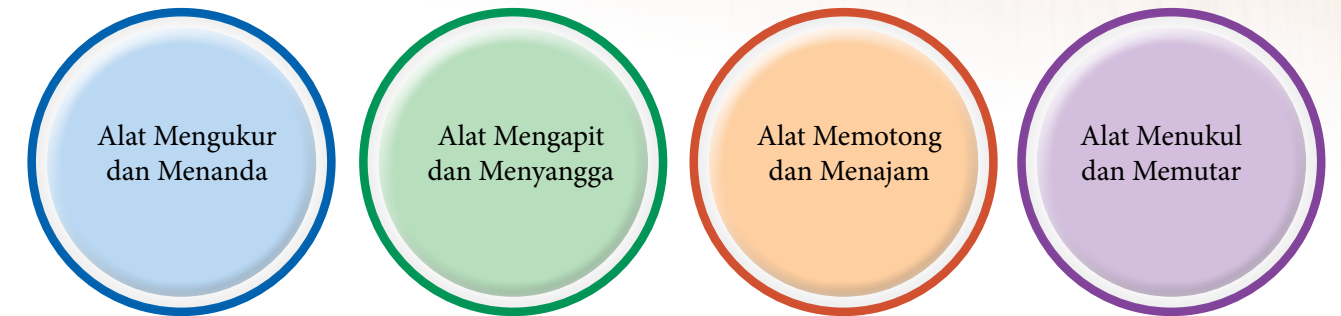 Alat Mengukur
dan Menanda
Alat Mengapit
dan Menyangga
Alat Memotong
dan Menajam
Alat Menukul
dan Memutar